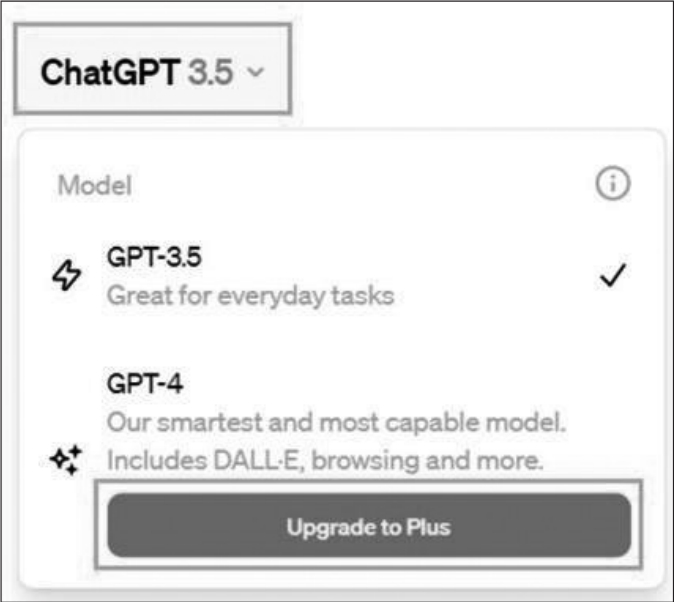 ChatGPT 3.5
Model
GPT-3.5
Great for everyday tasks
GPT-4
Our smartest and most capable model.
Includes DALL·E, browsing and more.
Upgrade to Plus